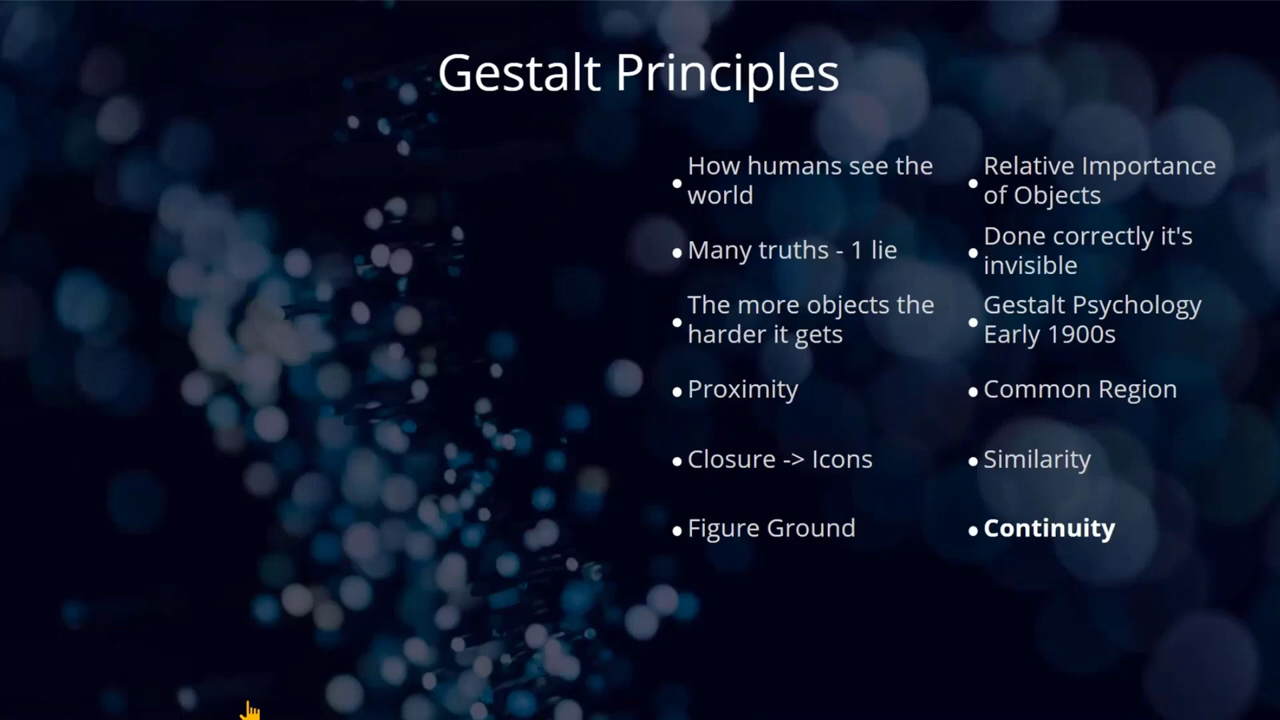 Gestalt Principles
How humans see the
world
Relative Importance
of Objects
Many truths - 1 lie
Done correctly it's
invisible
The more objects the
harder it gets
Gestalt Psychology
Early 1900s
Proximity
Common Region
Closure -> Icons
Similarity
Figure Ground
Continuity